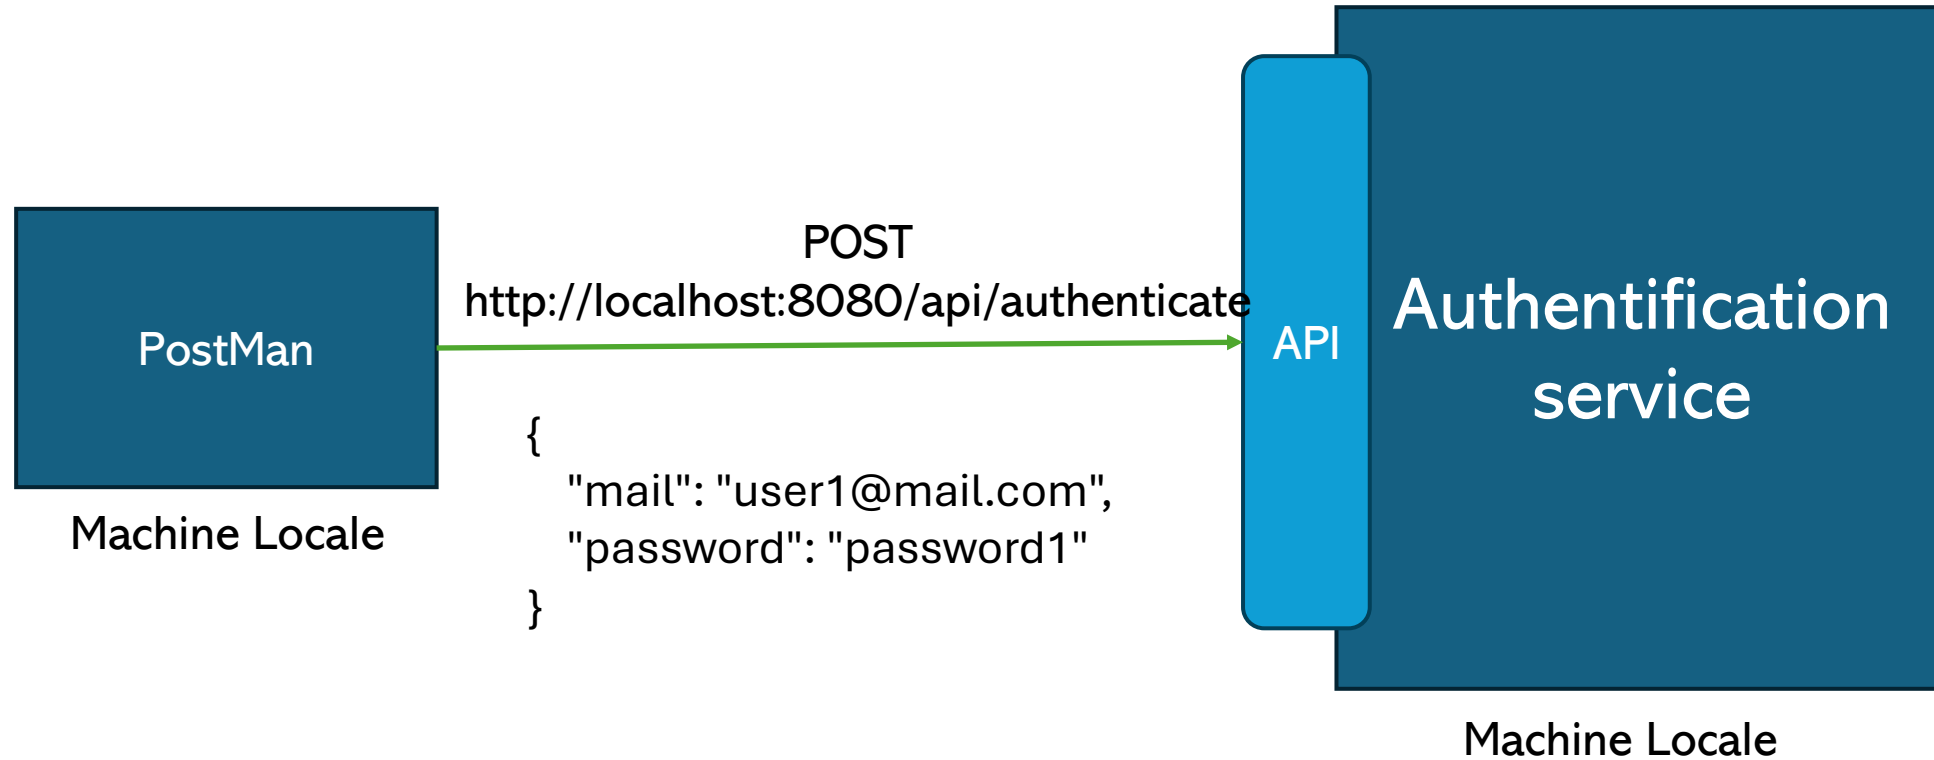 PostMan
Machine Locale
POST
http://localhost:8080/api/authenticate
{
"mail": "user1@mail.com",
"password": "password1"
}
API
Authentification
service
Machine Locale